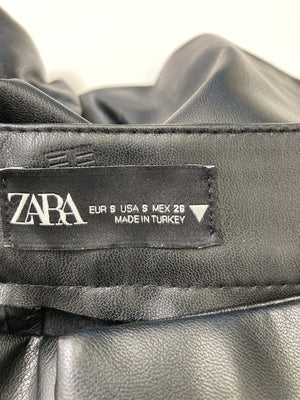 ZARA
EUR S USA S MEX 26
MADE IN TURKEY